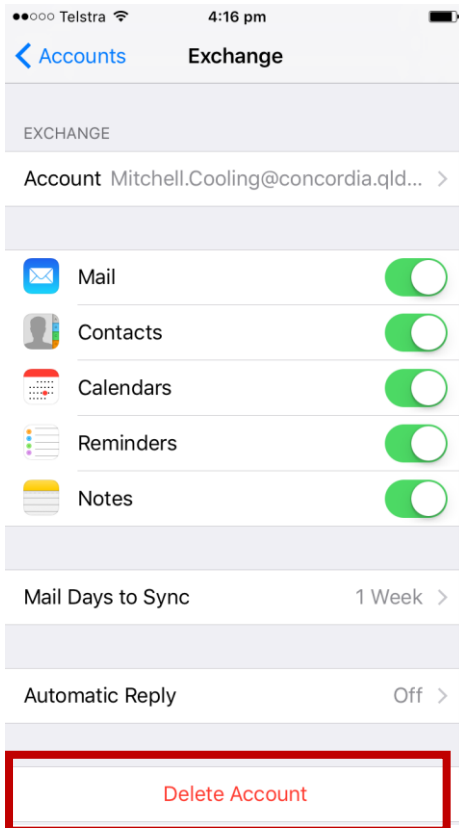 Telstra 4:16 pm
Accounts Exchange
EXCHANGE
Account Mitchell.Cooling@concordia.qld...
Mail
Contacts
Calendars
Reminders
Notes
Mail Days to Sync 1 Week
Automatic Reply Off
Delete Account